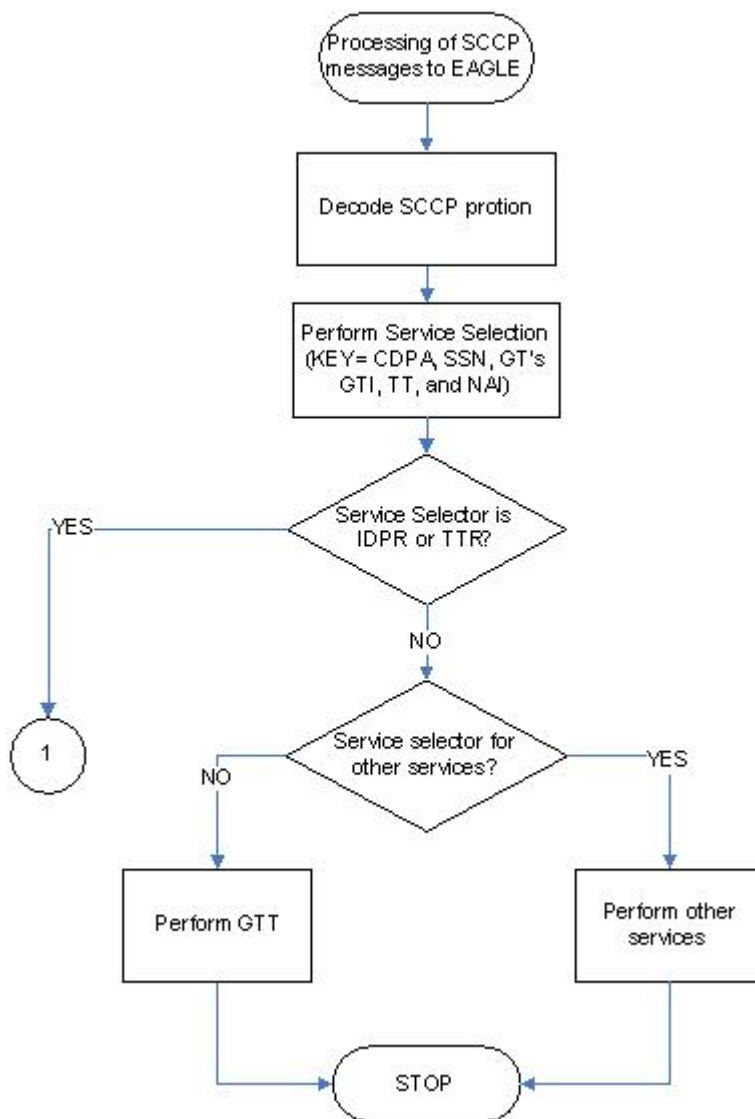 Processing of SCCP
messages to EAGLE
Decode SCCP protion
Perform Service Selection
(KEY= CDPA, SSN, GT's
GTI, TT, and NAI)
Service Selector is
IDPR or TTR?
YES
NO
1
Service selector for
other services?
NO
YES
Perform GTT
Perform other
services
STOP